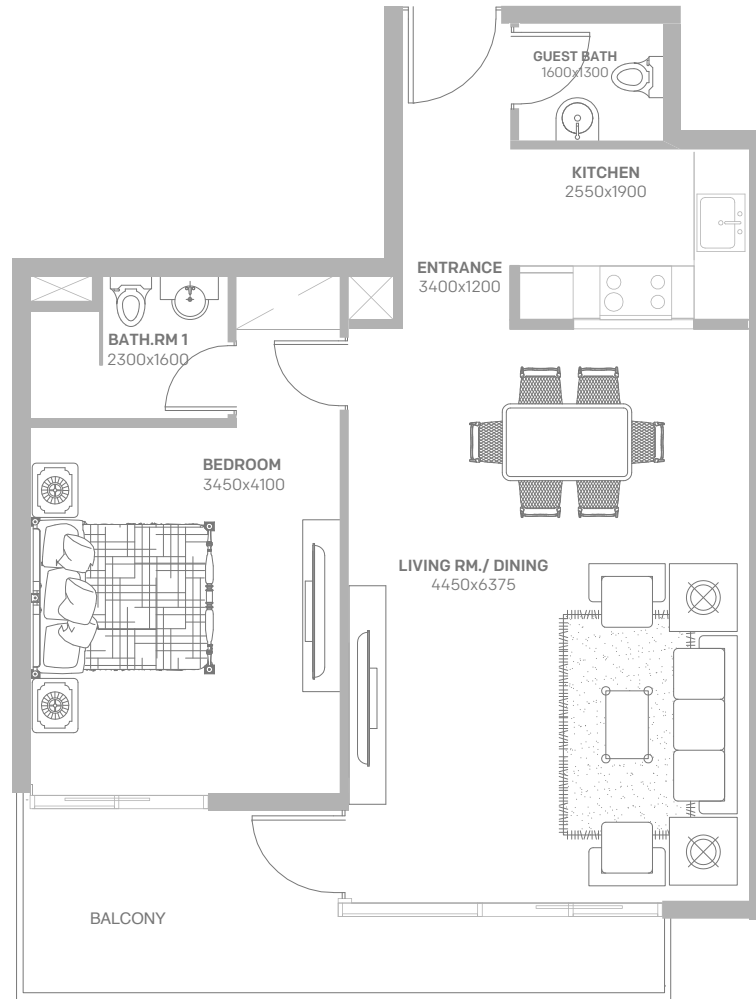 GUEST BATH
1600x1300
KITCHEN
2550x1900
ENTRANCE
3400x1200
BATH.RM 1
2300x1600
BEDROOM
3450x4100
LIVING RM./ DINING
4450x6375
BALCONY